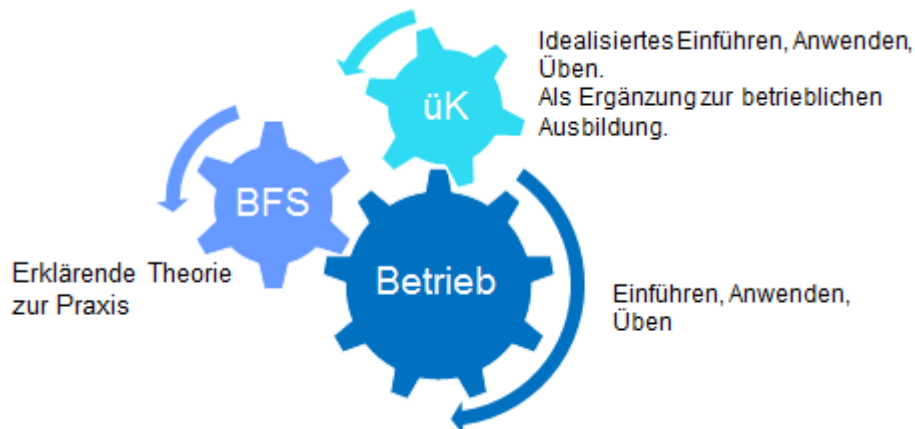 Idealisiertes Einführen, Anwenden,
Üben.
Als Ergänzung zur betrieblichen
Ausbildung.
üK
BFS
Erklärende Theorie
zur Praxis
Betrieb
Einführen, Anwenden,
Üben